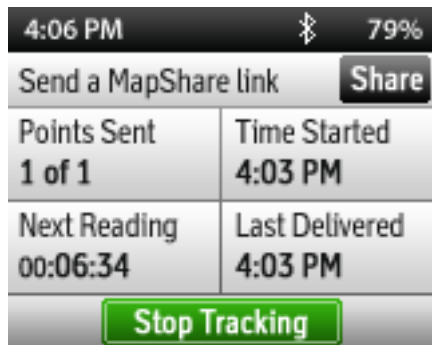 4:06 PM 79%
Send a MapShare link Share
Points Sent
1 of 1
Time Started
4:03 PM
Next Reading
00:06:34
Last Delivered
4:03 PM
Stop Tracking